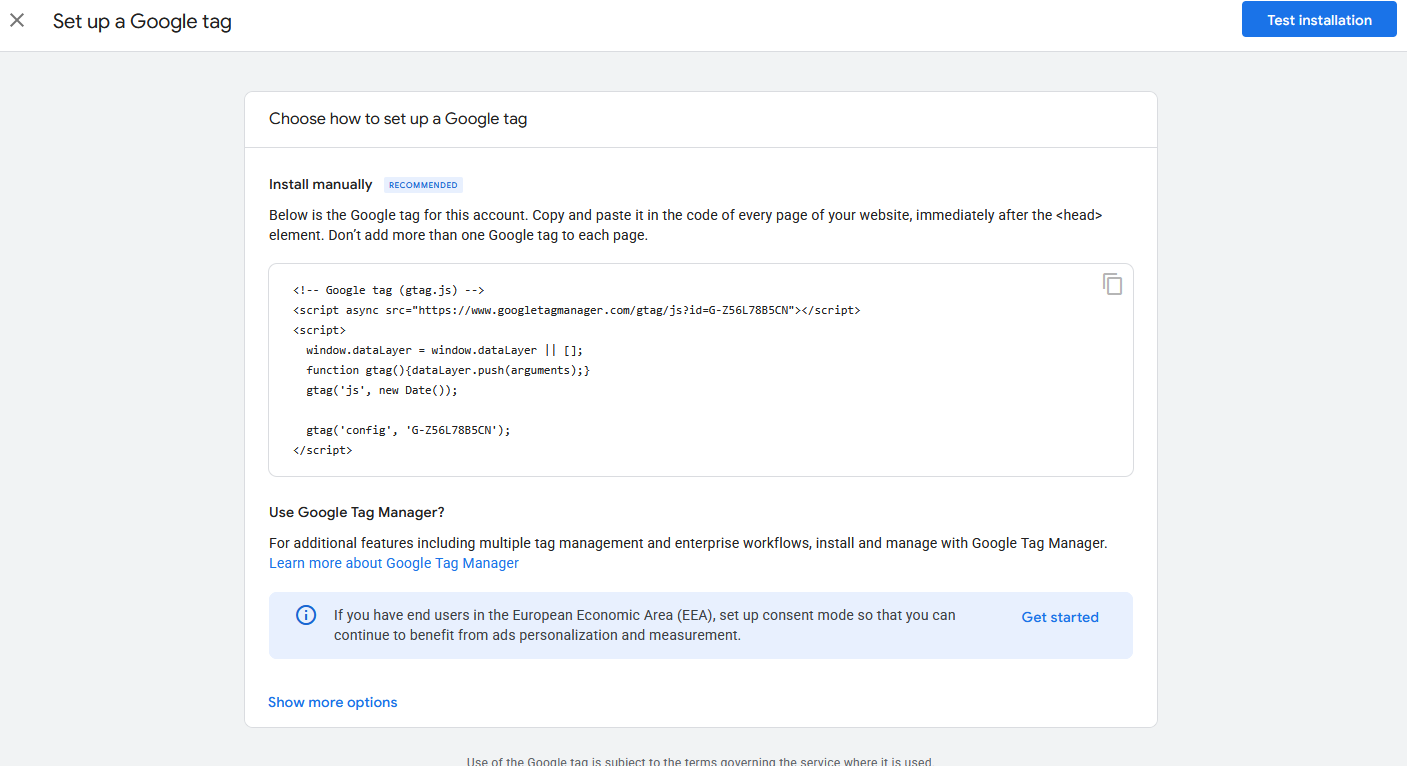 Set up a Google tag
Test installation
Choose how to set up a Google tag
Install manually RECOMMENDED
Below is the Google tag for this account. Copy and paste it in the code of every page of your website, immediately after the <head>
element. Don’t add more than one Google tag to each page.
<!-- Google tag (gtag.js) -->
<script async src="https://www.googletagmanager.com/gtag/js?id=G-Z56L78B5CN"></script>
<script>
  window.dataLayer = window.dataLayer || [];
  function gtag(){dataLayer.push(arguments);}
  gtag('js', new Date());

  gtag('config', 'G-Z56L78B5CN');
</script>
Use Google Tag Manager?
For additional features including multiple tag management and enterprise workflows, install and manage with Google Tag Manager.
Learn more about Google Tag Manager
If you have end users in the European Economic Area (EEA), set up consent mode so that you can
continue to benefit from ads personalization and measurement.
Get started
Show more options
Use of the Google tag is subject to the terms governing the service where it is used.